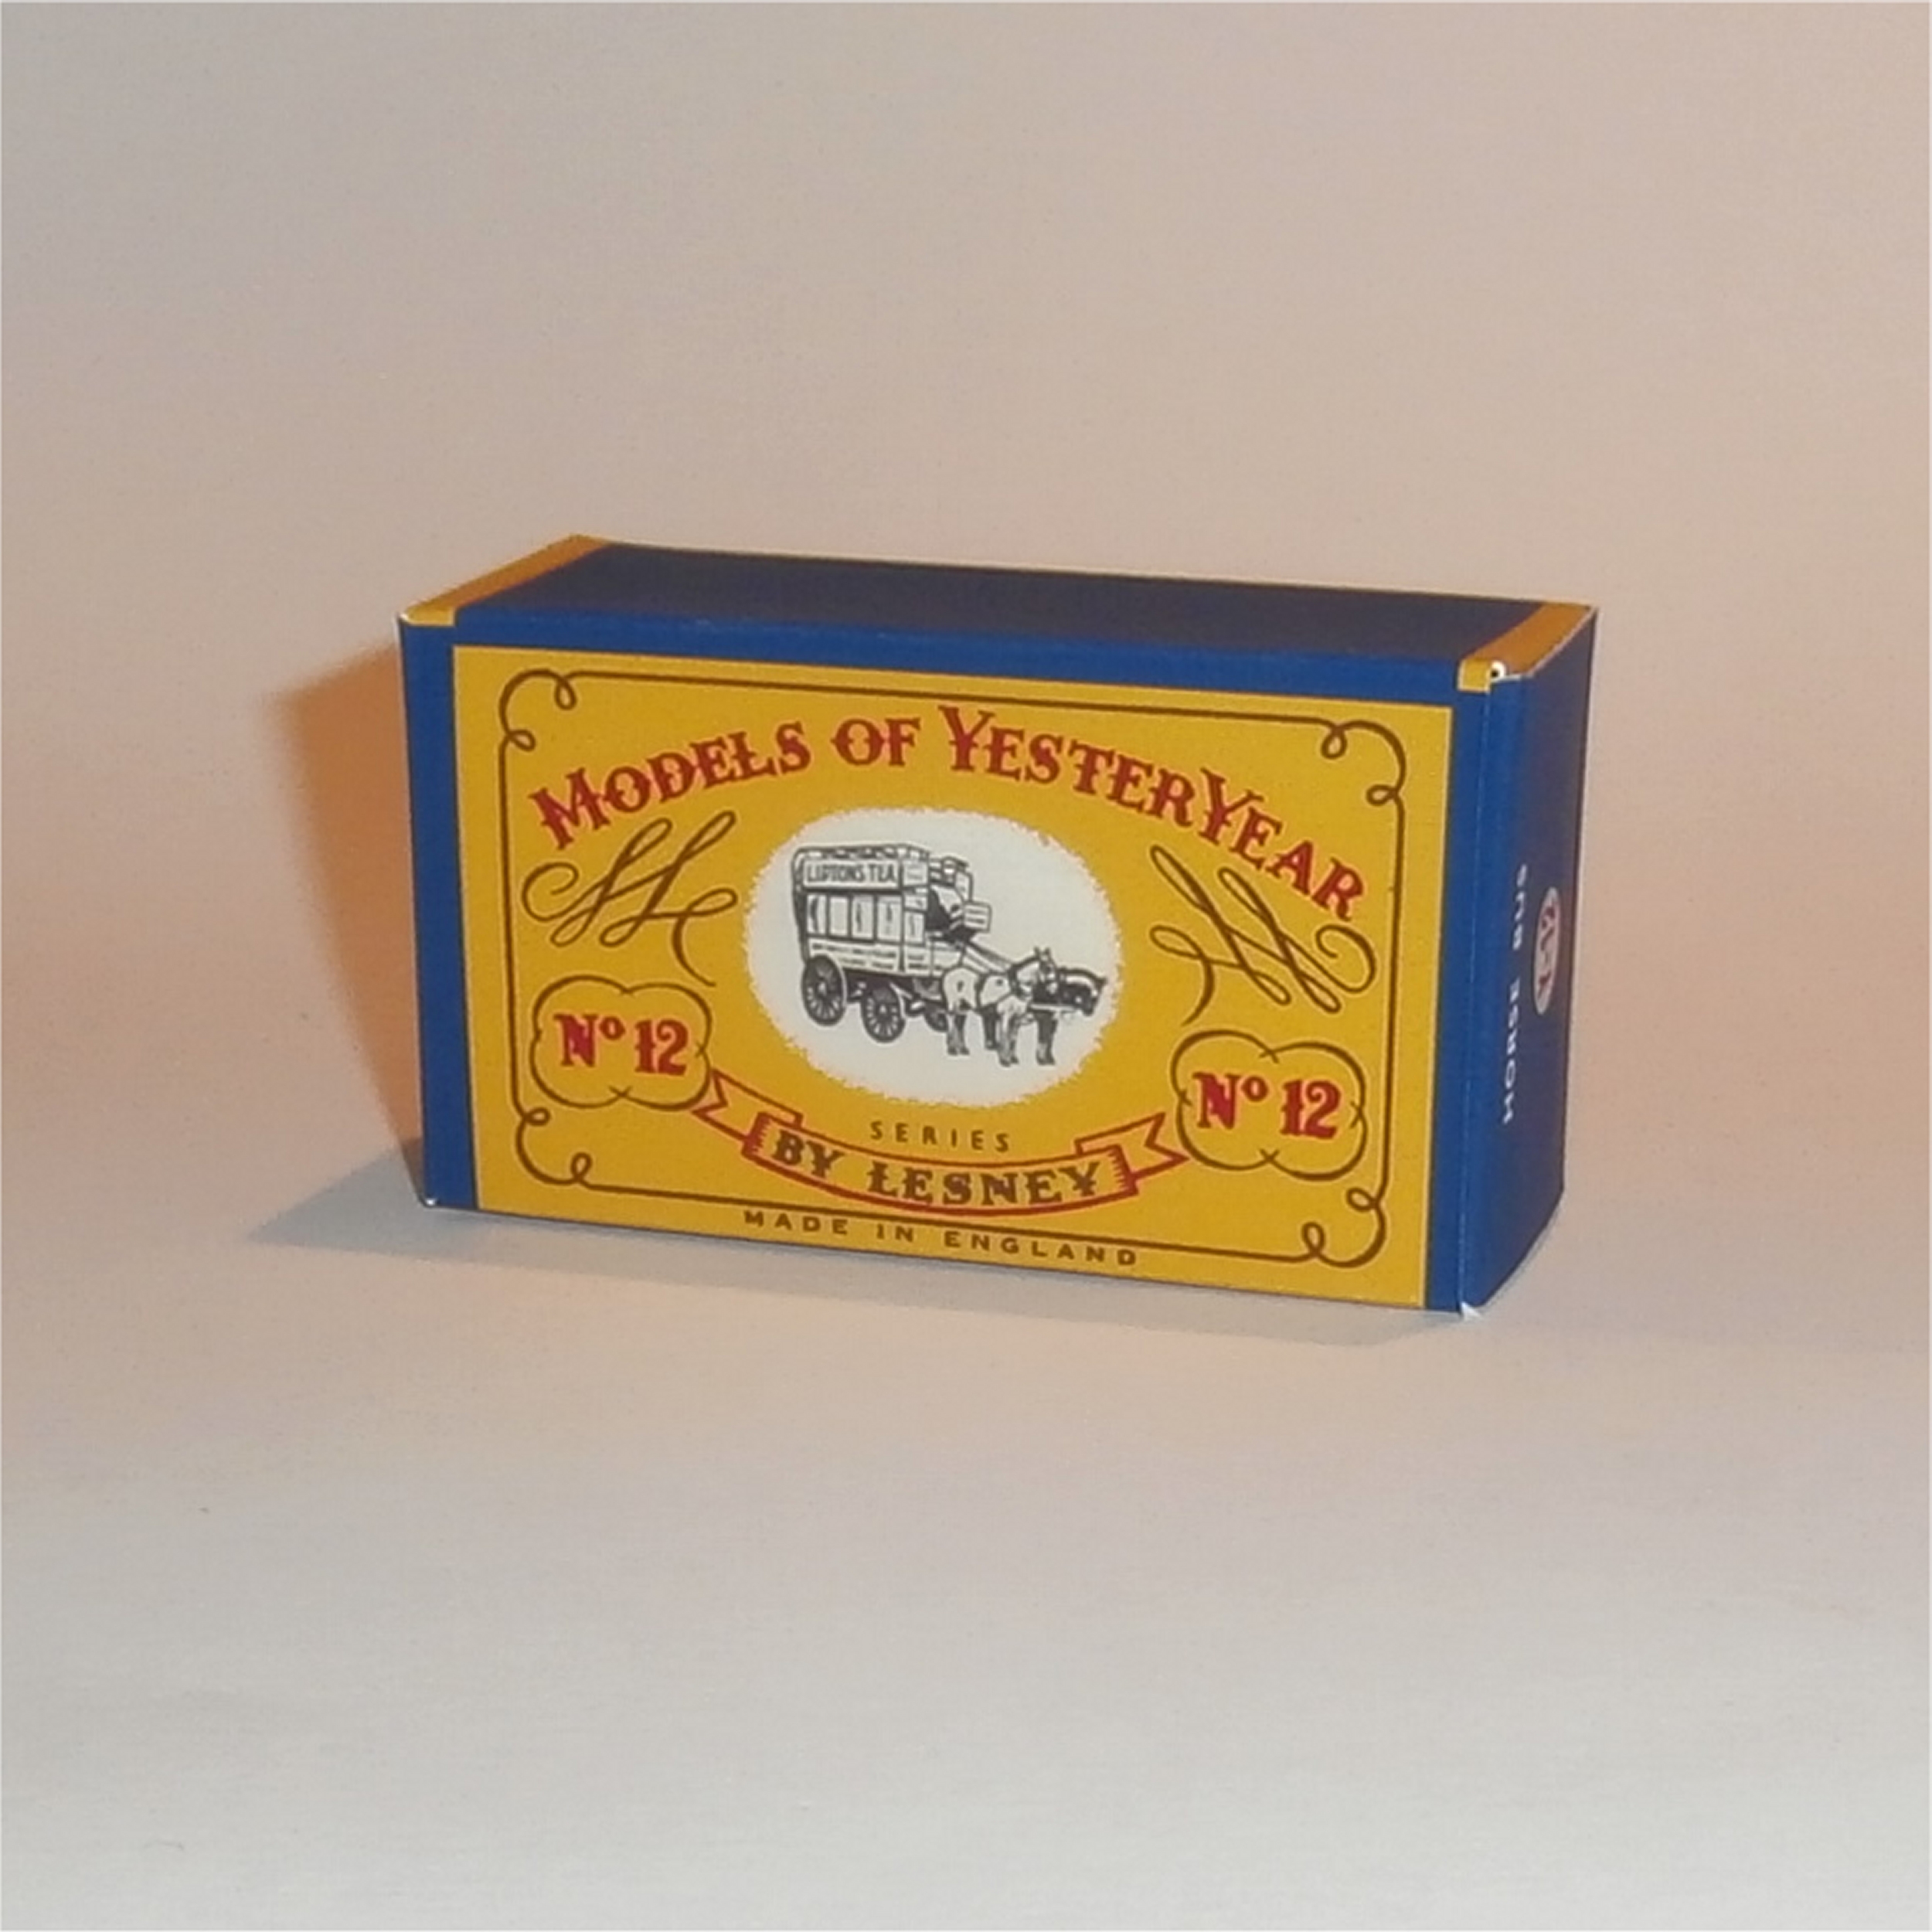 MODELS OF YESTERYEAR
LIPTONS TEA
Nº 12
Nº 12
SERIES
BY LESNEY
MADE IN ENGLAND
HORSE BUS